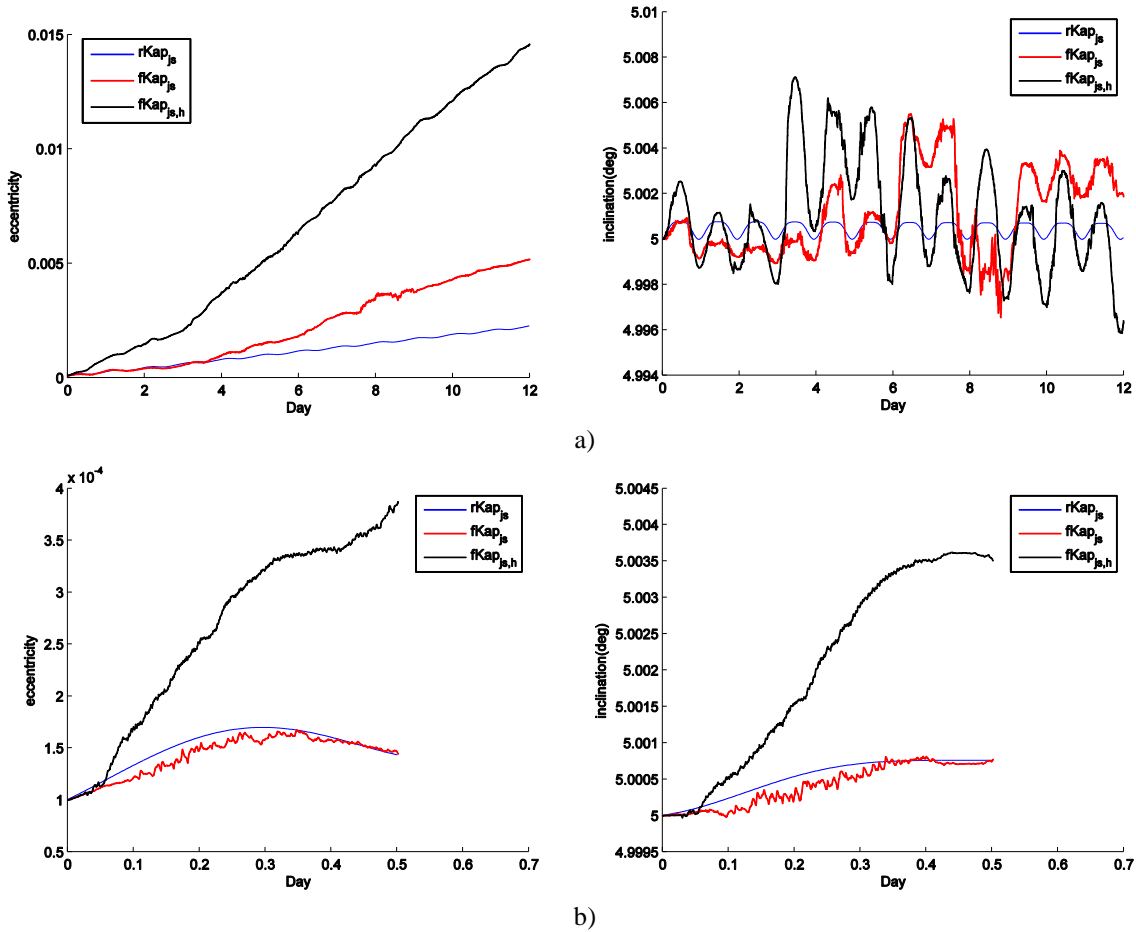 0.015
0.01
0.005
0
eccentricity
rKap_js
fKap_js
fKap_js,h
0 2 4 6 8 10 12
Day
5.01
5.008
5.006
5.004
5.002
5
4.998
4.996
4.994
inclination(deg)
rKap_js
fKap_js
fKap_js,h
0 2 4 6 8 10 12
Day
a)
x 10^-4
4
3.5
3
2.5
2
1.5
1
0.5
eccentricity
rKap_js
fKap_js
fKap_js,h
0 0.1 0.2 0.3 0.4 0.5 0.6 0.7
Day
5.0045
5.004
5.0035
5.003
5.0025
5.002
5.0015
5.001
5.0005
5
4.9995
inclination(deg)
rKap_js
fKap_js
fKap_js,h
0 0.1 0.2 0.3 0.4 0.5 0.6 0.7
Day
b)